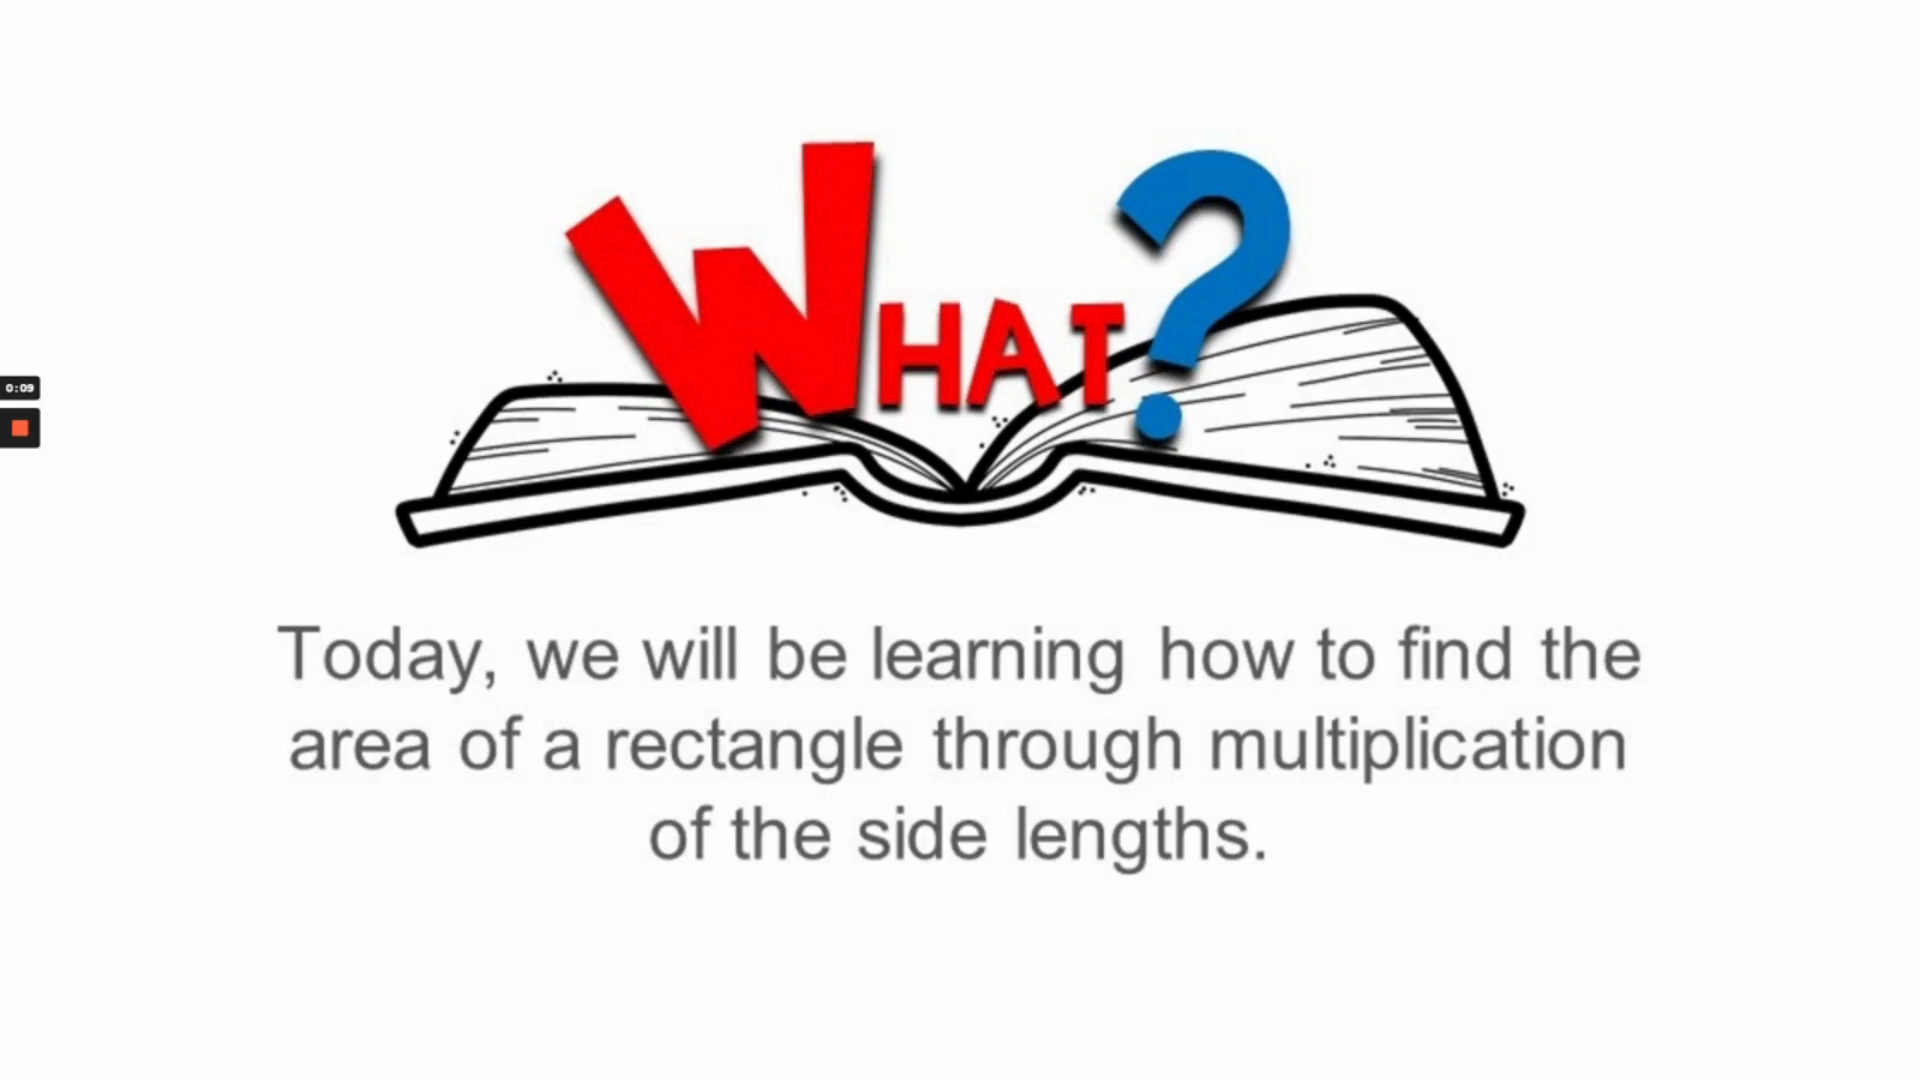 WHAT?
0:09
Today, we will be learning how to find the
area of a rectangle through multiplication
of the side lengths.